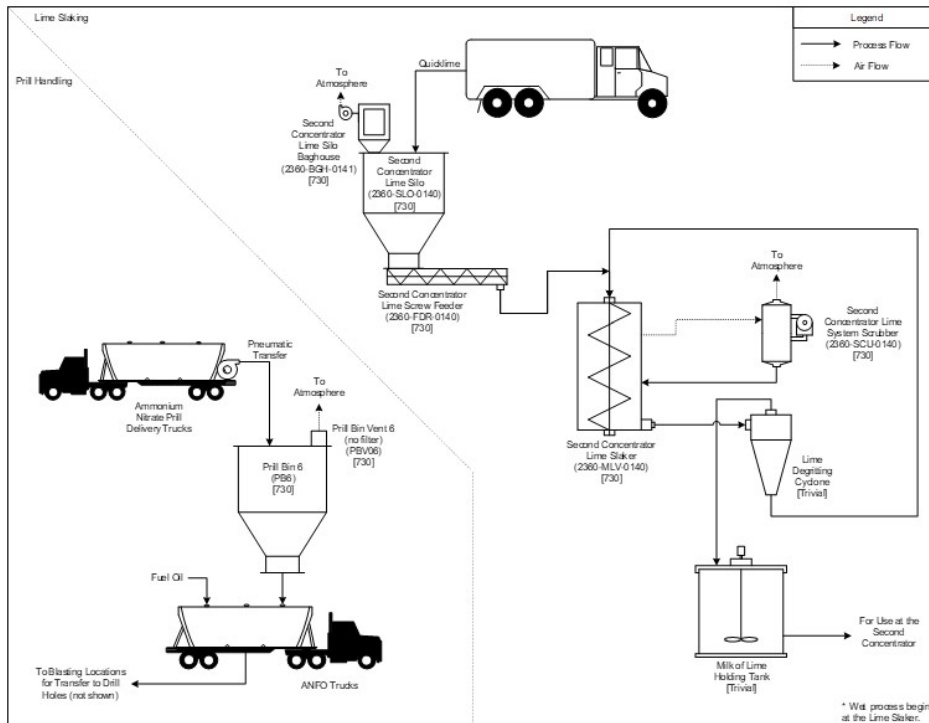 Lime Slaking
Prill Handling
Legend
Process Flow
Air Flow
Quicklime
To
Atmosphere
Second
Concentrator
Lime Silo
Baghouse
(2360-BGH-0141)
[730]
Second
Concentrator
Lime Silo
(2360-SLO-0140)
[730]
Second Concentrator
Lime Screw Feeder
(2360-FDR-0140)
[730]
To
Atmosphere
Second
Concentrator Lime
System Scrubber
(2360-SCU-0140)
[730]
Second Concentrator
Lime Slaker
(2360-MLV-0140)
[730]
Lime
Degritting
Cyclone
[Trivial]
Pneumatic
Transfer
Ammonium
Nitrate Prill
Delivery Trucks
To
Atmosphere
Prill Bin Vent 6
(no filter)
(PBV06)
[730]
Prill Bin 6
(PB6)
[730]
Fuel Oil
To Blasting Locations
for Transfer to Drill
Holes (not shown)
ANFO Trucks
For Use at the
Second
Concentrator
Milk of Lime
Holding Tank
[Trivial]
* Wet process begin
at the Lime Slaker.